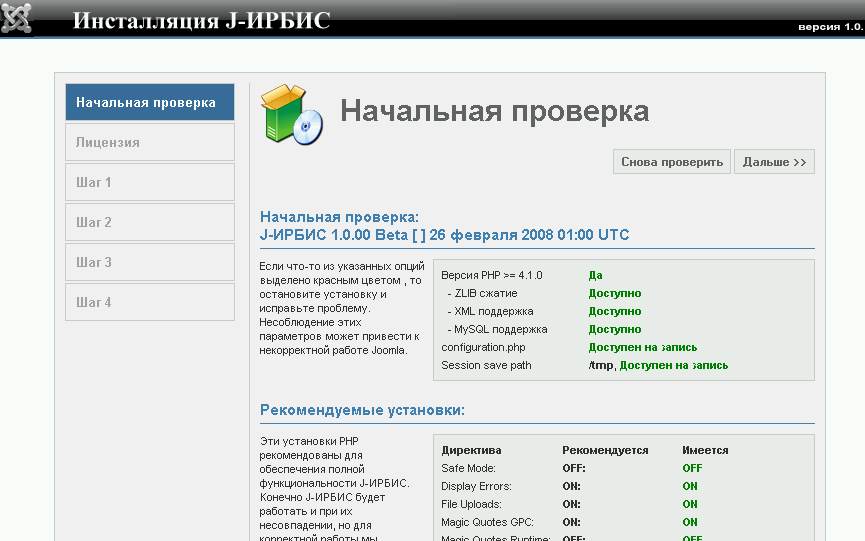 Инсталляция J-ИРБИС
версия 1.0.
Начальная проверка
Лицензия
Шаг 1
Шаг 2
Шаг 3
Шаг 4
Начальная проверка
Снова проверить
Дальше >>
Начальная проверка:
J-ИРБИС 1.0.00 Beta [ ] 26 февраля 2008 01:00 UTC
Если что-то из указанных опций
выделено красным цветом , то
остановите установку и
исправьте проблему.
Несоблюдение этих
параметров может привести к
некорректной работе Joomla.
Версия PHP >= 4.1.0 Да
- ZLIB сжатие Доступно
- XML поддержка Доступно
- MySQL поддержка Доступно
configuration.php Доступен на запись
Session save path /tmp, Доступен на запись
Рекомендуемые установки:
Эти установки PHP
рекомендованы для
обеспечения полной
функциональности J-ИРБИС.
Конечно J-ИРБИС будет
работать и при их
несовпадении, но для
корректной работы мы
Директива Рекомендуется Имеется
Safe Mode: OFF: OFF
Display Errors: ON: ON
File Uploads: ON: ON
Magic Quotes GPC: ON: ON
Magic Quotes Runtime: OFF: OFF